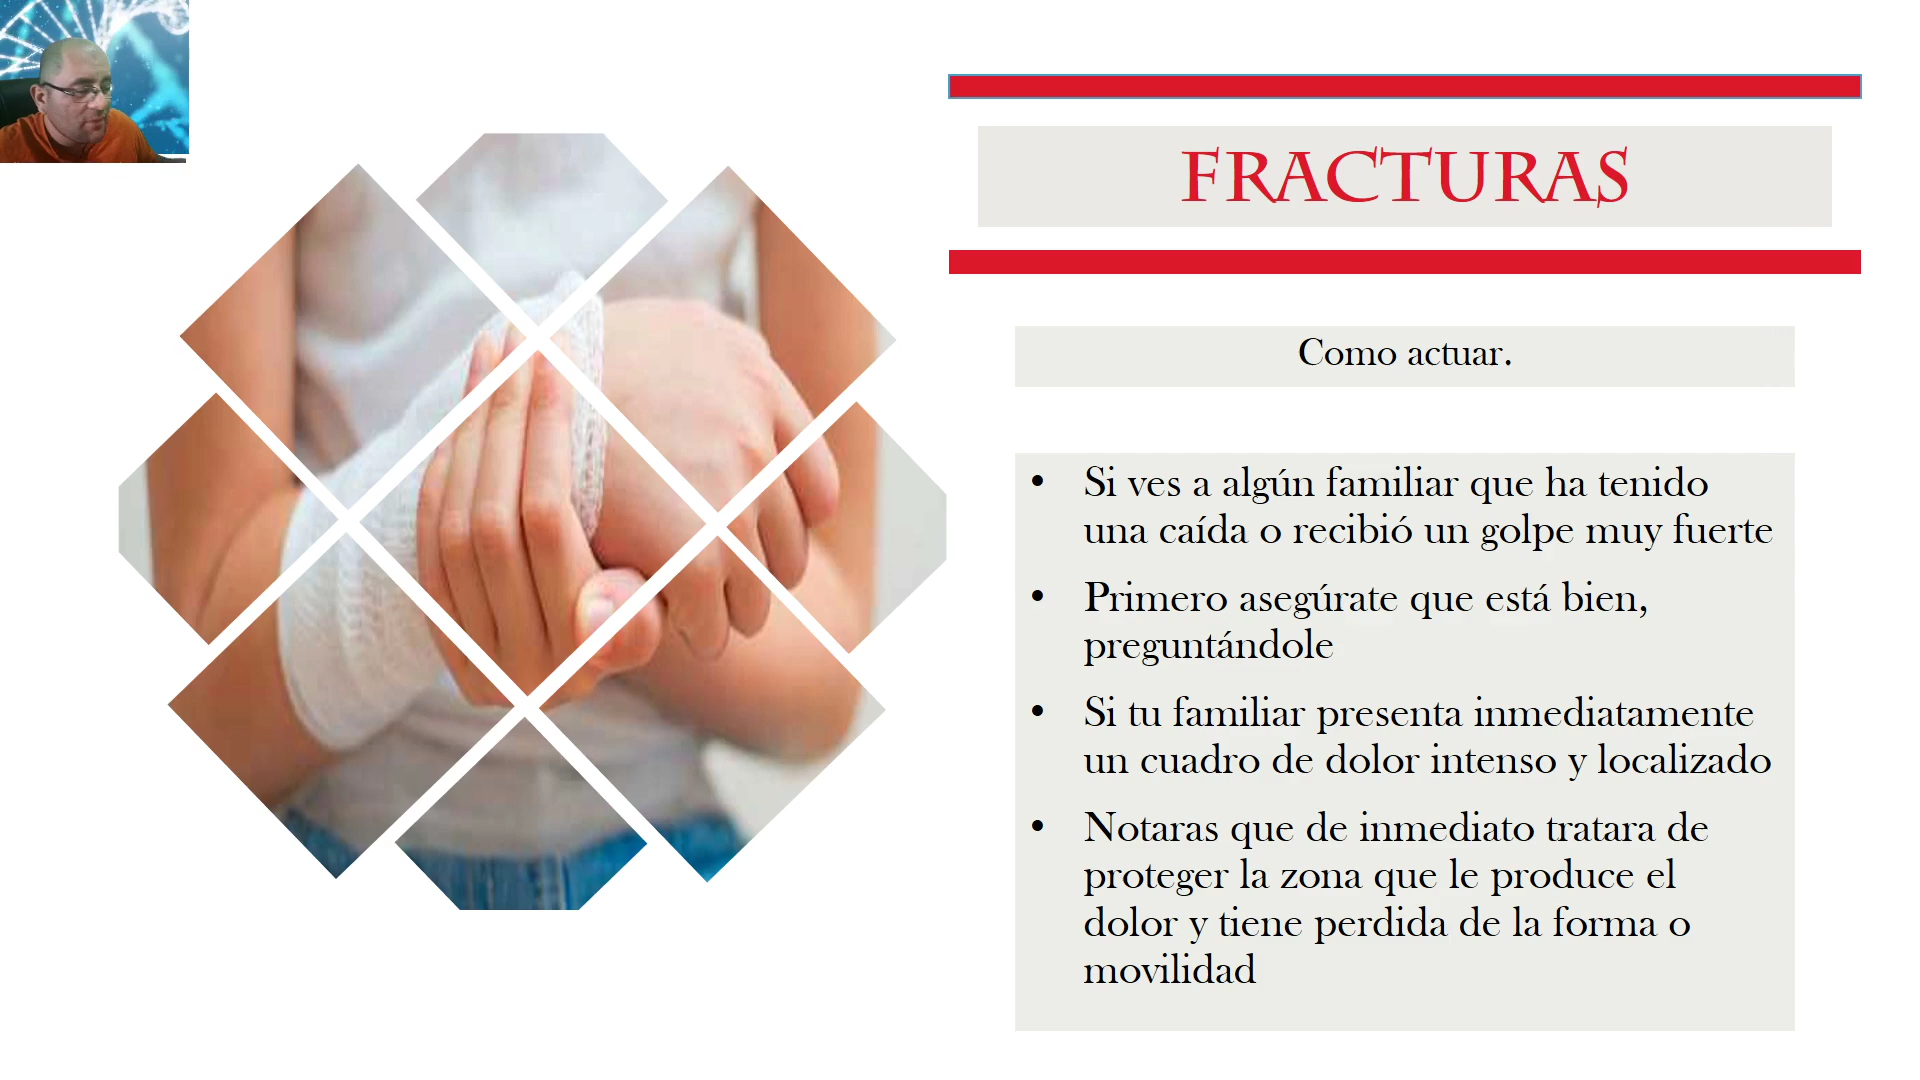 FRACTURAS
Como actuar.
• Si ves a algún familiar que ha tenido
una caída o recibió un golpe muy fuerte
• Primero asegúrate que está bien,
preguntándole
• Si tu familiar presenta inmediatamente
un cuadro de dolor intenso y localizado
• Notaras que de inmediato tratara de
proteger la zona que le produce el
dolor y tiene perdida de la forma o
movilidad